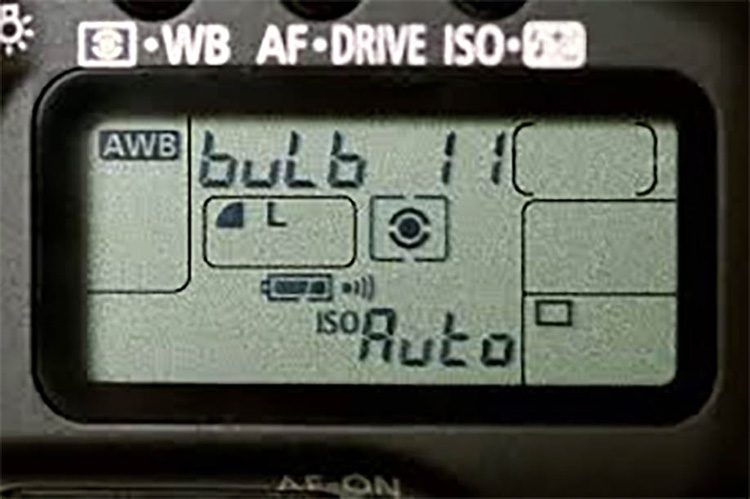 WB AF•DRIVE ISO•
AWB buLb 11
L
ISO Auto
AF-ON